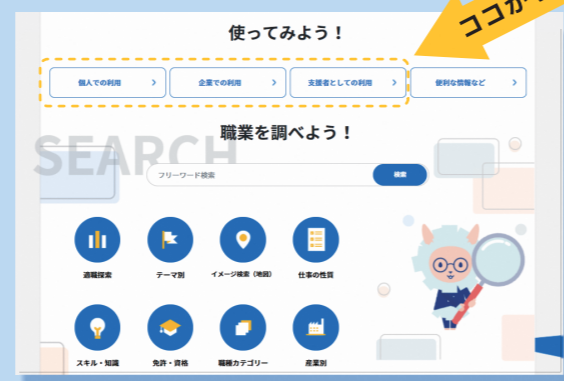 使ってみよう！
ココが
個人での利用
企業での利用
支援者としての利用
便利な情報など
職業を調べよう！
SEARCH
フリーワード検索
検索
適職探索
テーマ別
イメージ検索（地図）
仕事の性質
スキル・知識
免許・資格
職種カテゴリー
産業別